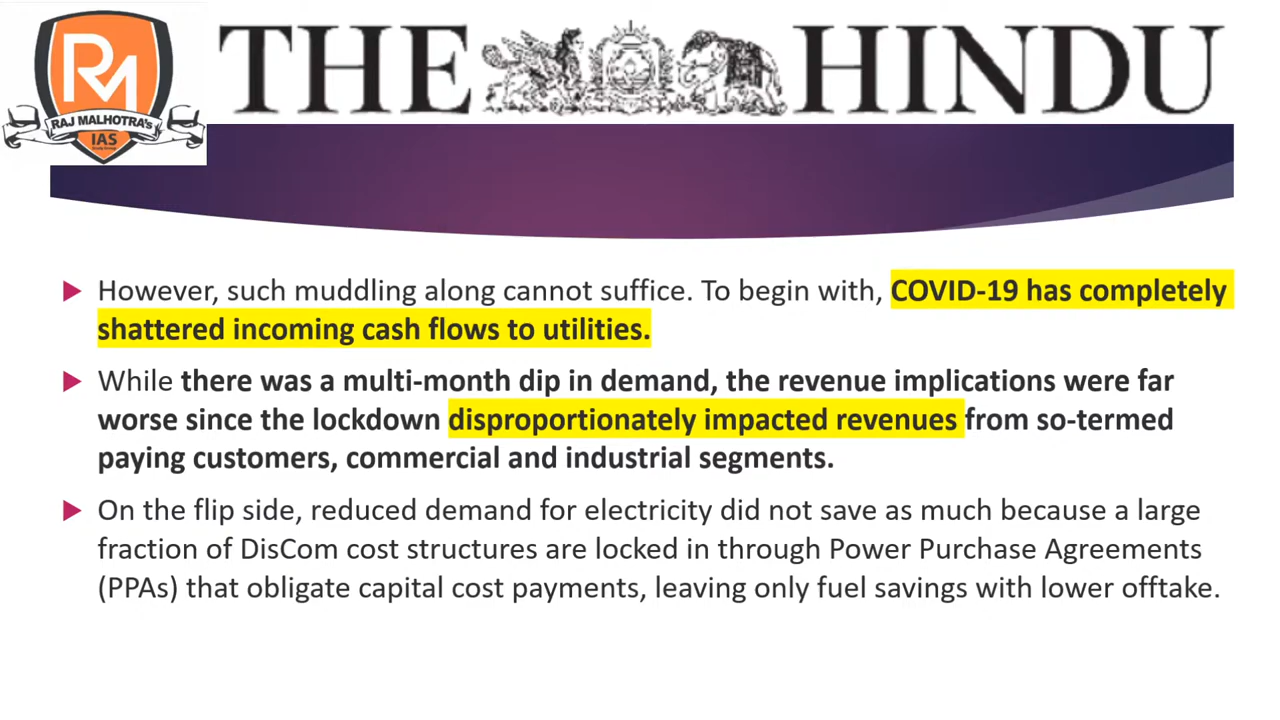 THE HINDU
RM
RAJ MALHOTRA's
IAS
However, such muddling along cannot suffice. To begin with, COVID-19 has completely
shattered incoming cash flows to utilities.
While there was a multi-month dip in demand, the revenue implications were far
worse since the lockdown disproportionately impacted revenues from so-termed
paying customers, commercial and industrial segments.
On the flip side, reduced demand for electricity did not save as much because a large
fraction of DisCom cost structures are locked in through Power Purchase Agreements
(PPAs) that obligate capital cost payments, leaving only fuel savings with lower offtake.